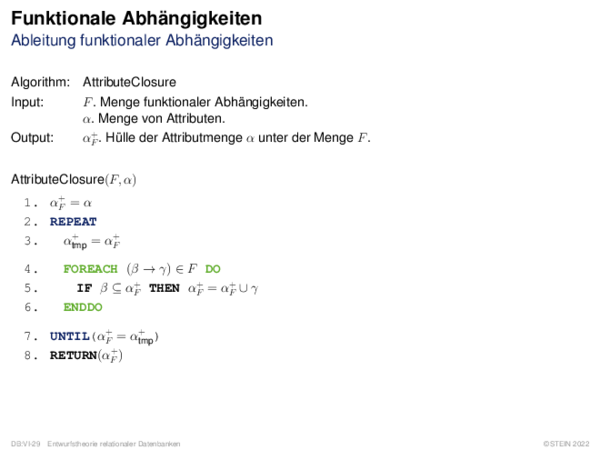 Funktionale Abhängigkeiten
Ableitung funktionaler Abhängigkeiten
Algorithm: AttributeClosure
Input: F. Menge funktionaler Abhängigkeiten.
α. Menge von Attributen.
Output: α_F^+. Hülle der Attributmenge α unter der Menge F.
AttributeClosure(F, α)
1. α_F^+ = α
2. REPEAT
3. α_tmp^+ = α_F^+
4. FOREACH (β → γ) ∈ F DO
5. IF β ⊆ α_F^+ THEN α_F^+ = α_F^+ ∪ γ
6. ENDDO
7. UNTIL(α_F^+ = α_tmp^+)
8. RETURN(α_F^+)
DB:VI-29 Entwurfstheorie relationaler Datenbanken ©STEIN 2022